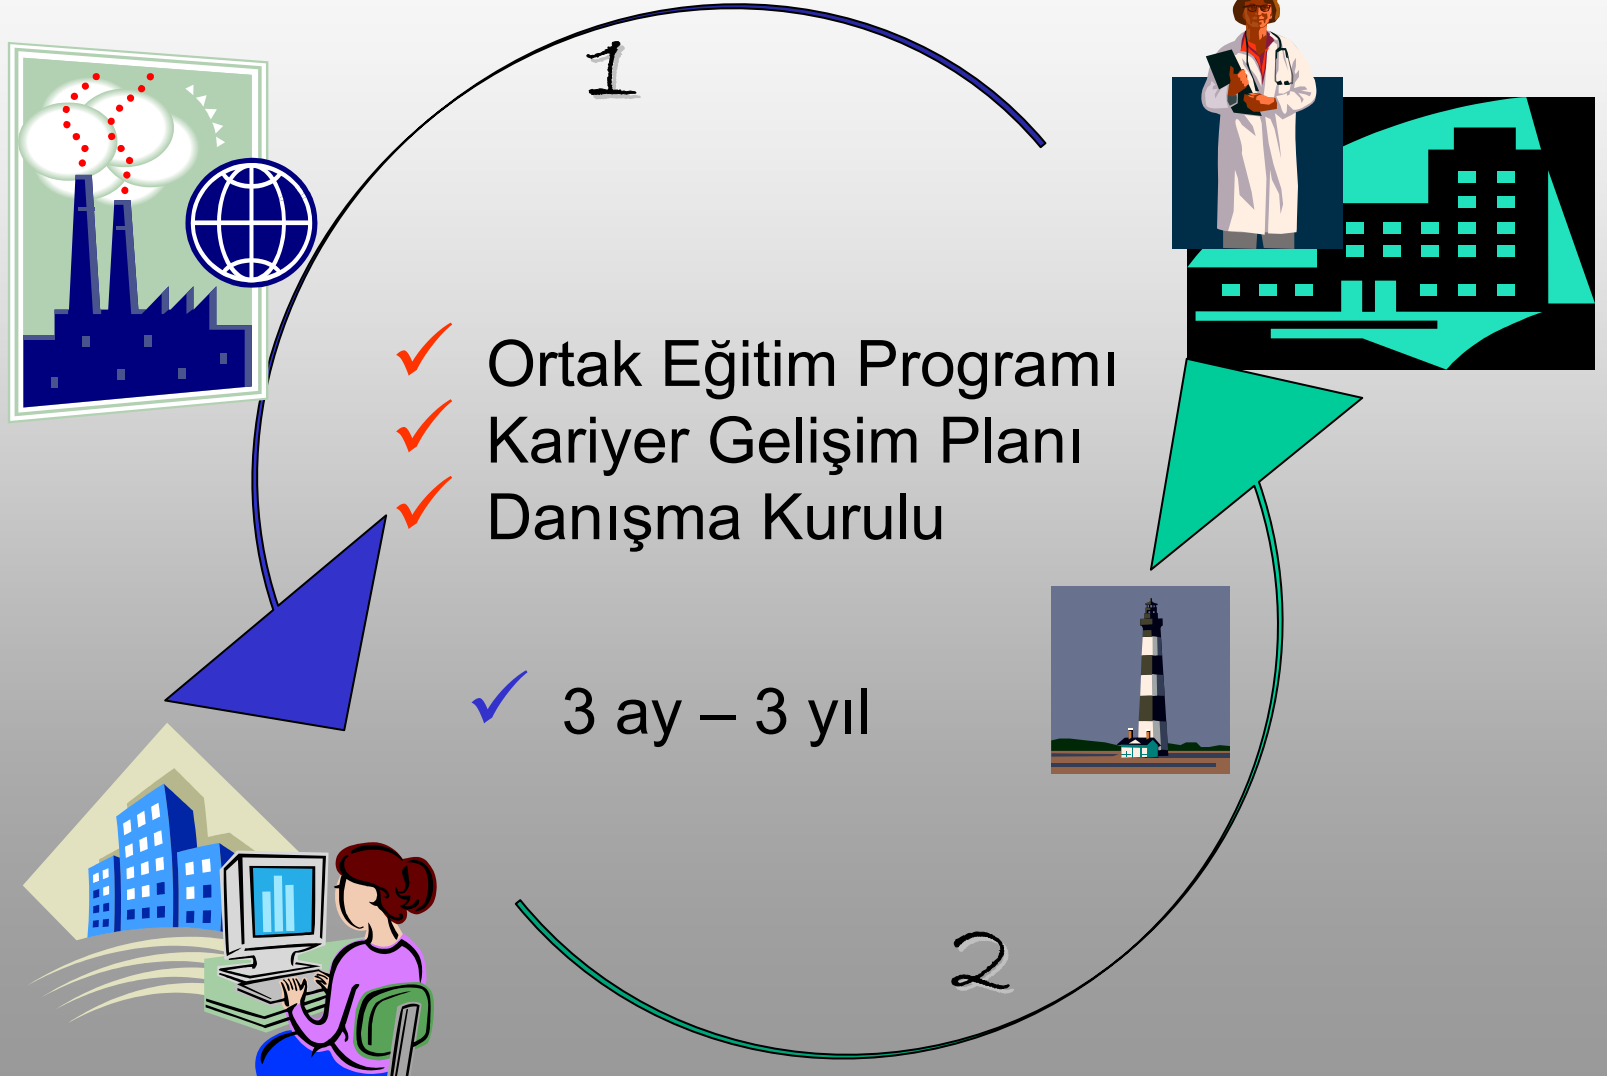 1
Ortak Eğitim Programı
Kariyer Gelişim Planı
Danışma Kurulu
3 ay – 3 yıl
2